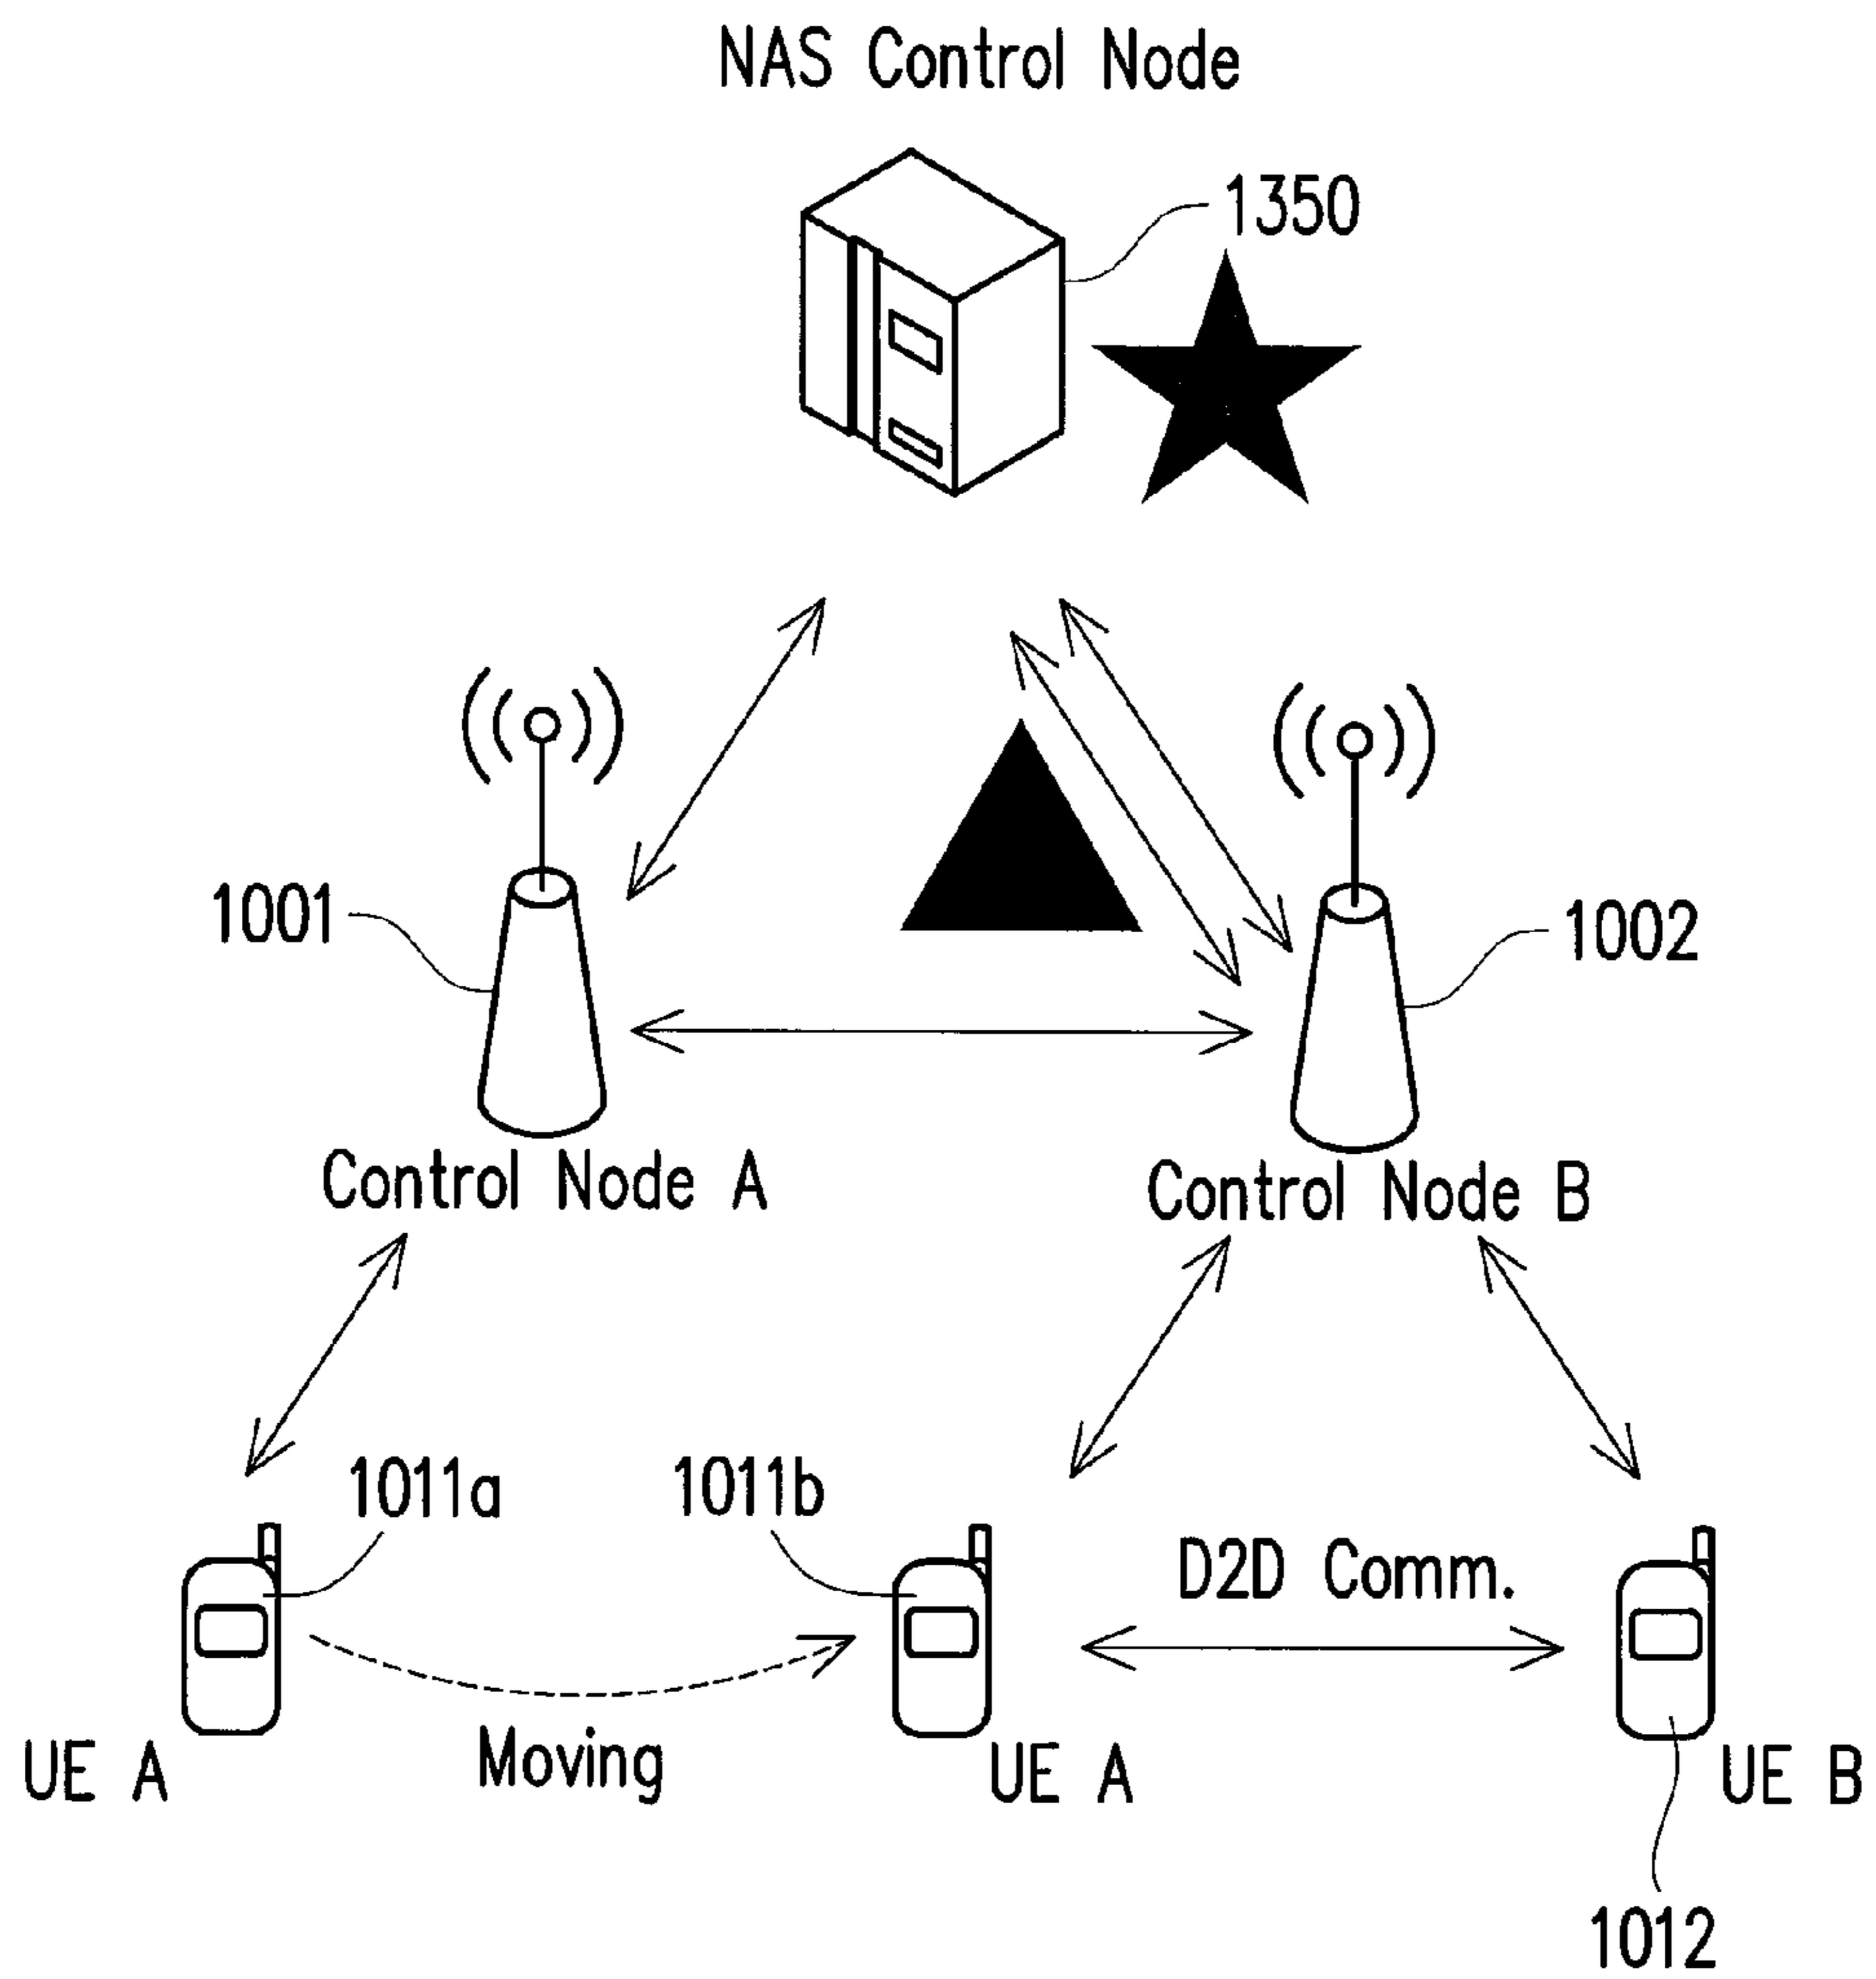 NAS Control Node
1350
1001
1002
Control Node A
Control Node B
1011a
1011b
D2D Comm.
UE A
Moving
UE A
UE B
1012